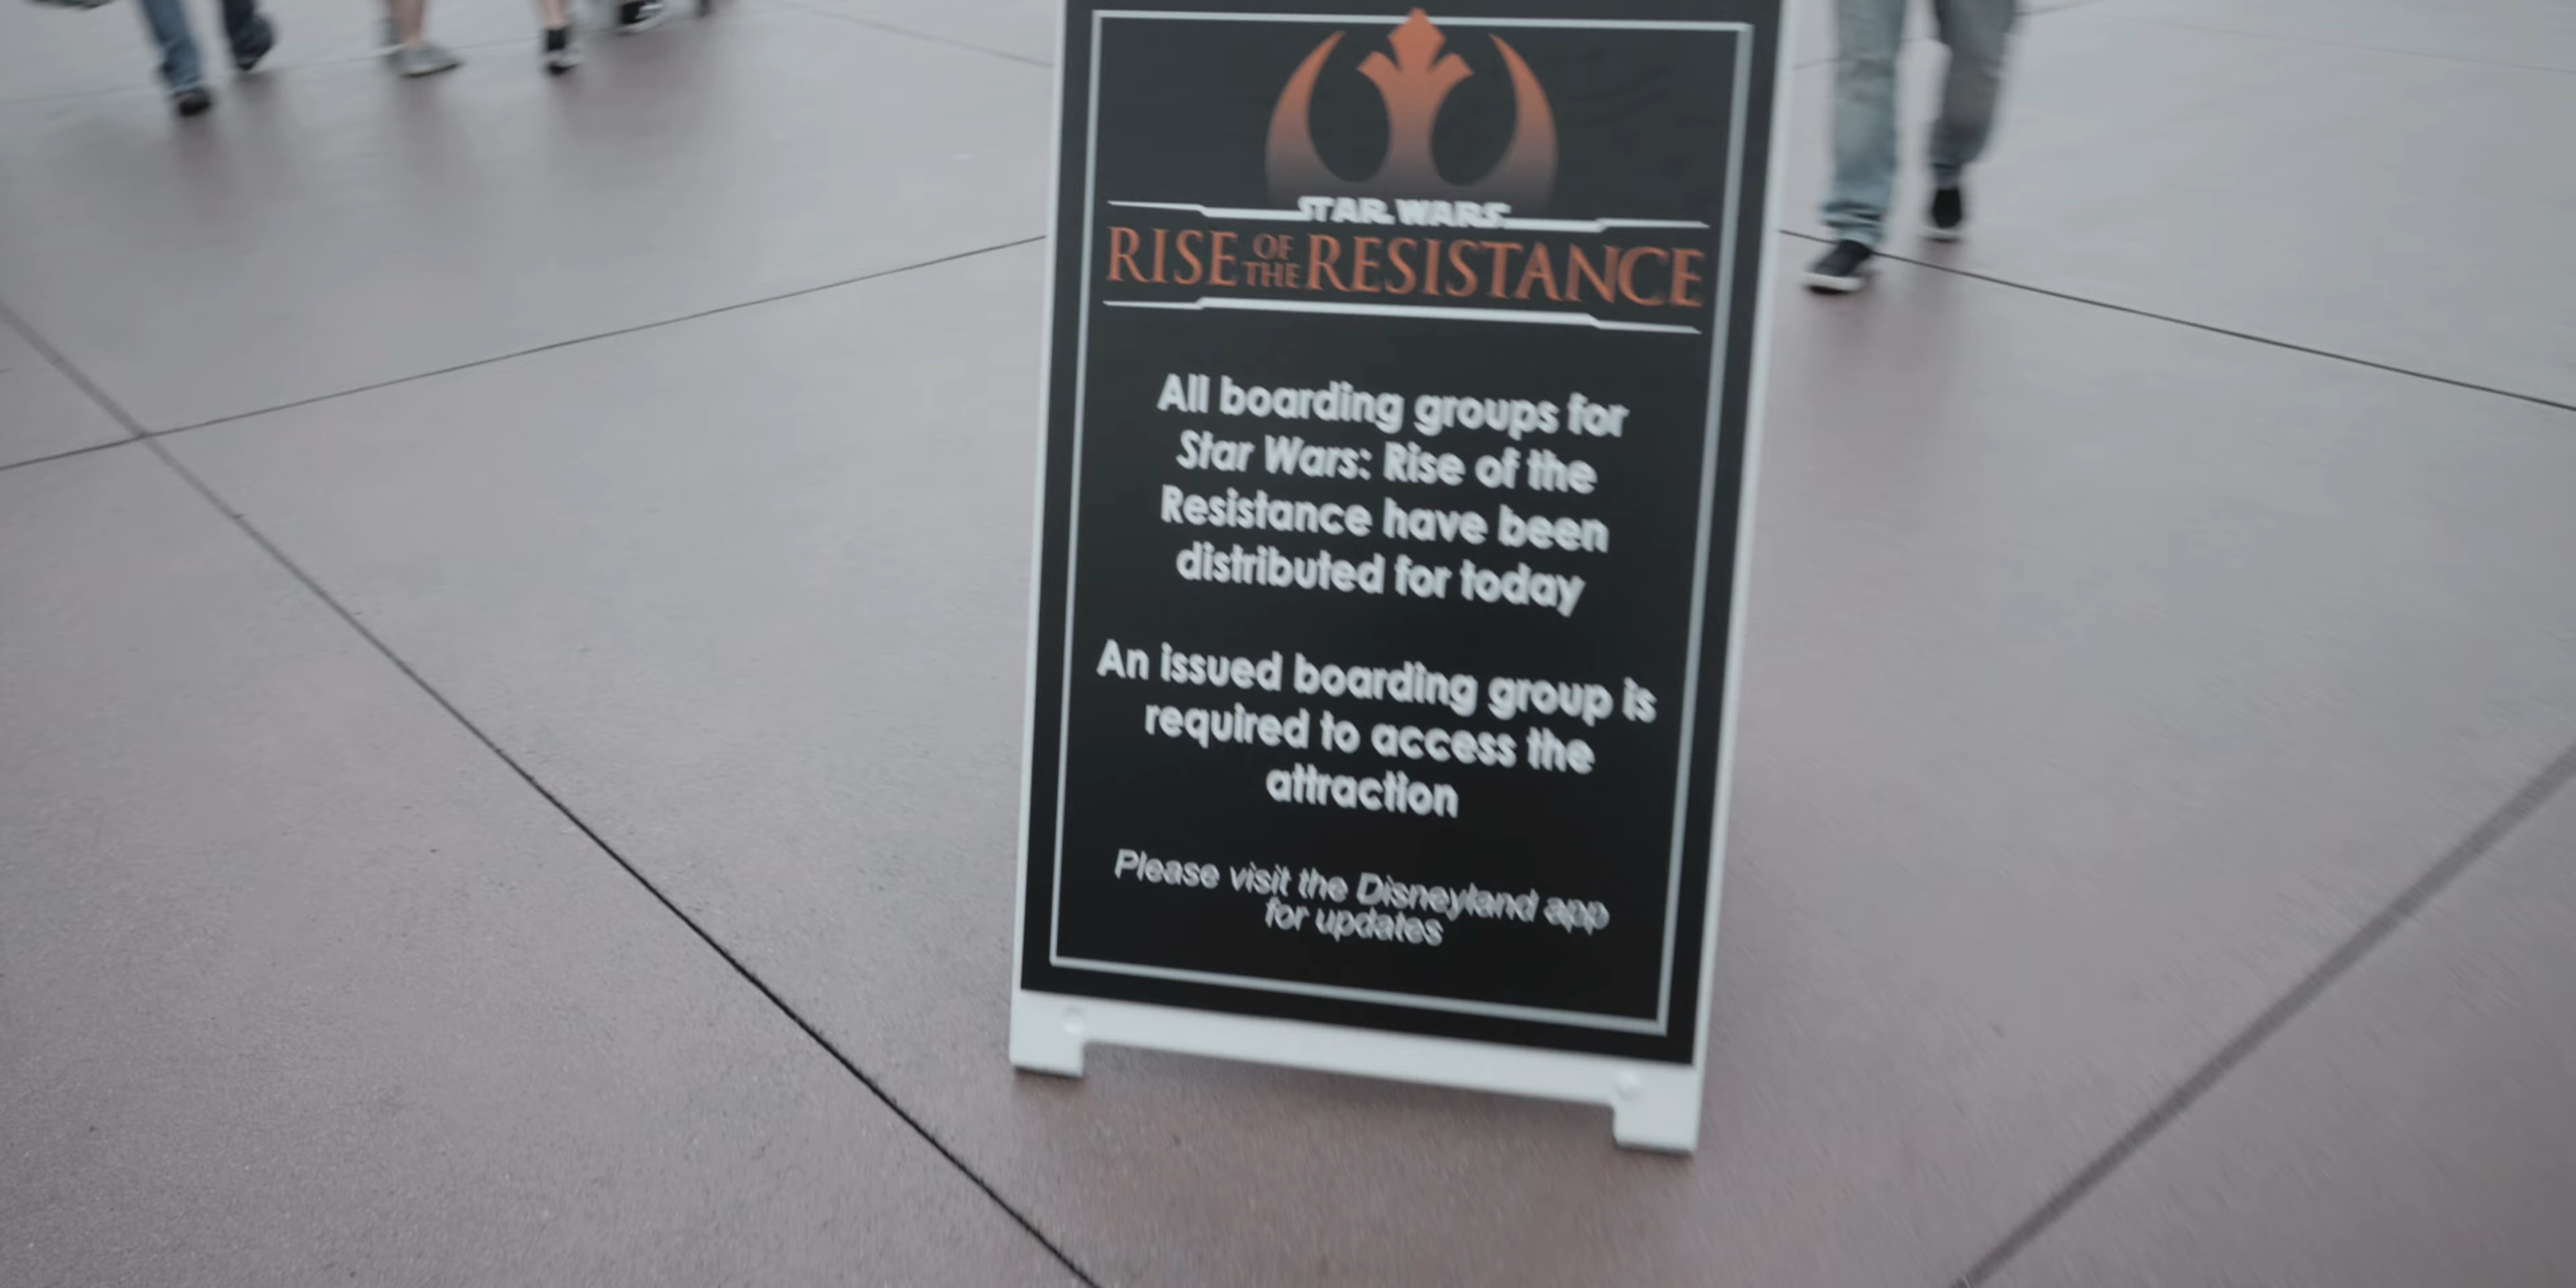 STAR WARS
RISE OF THE RESISTANCE
All boarding groups for
Star Wars: Rise of the
Resistance have been
distributed for today
An issued boarding group is
required to access the
attraction
Please visit the Disneyland app
for updates